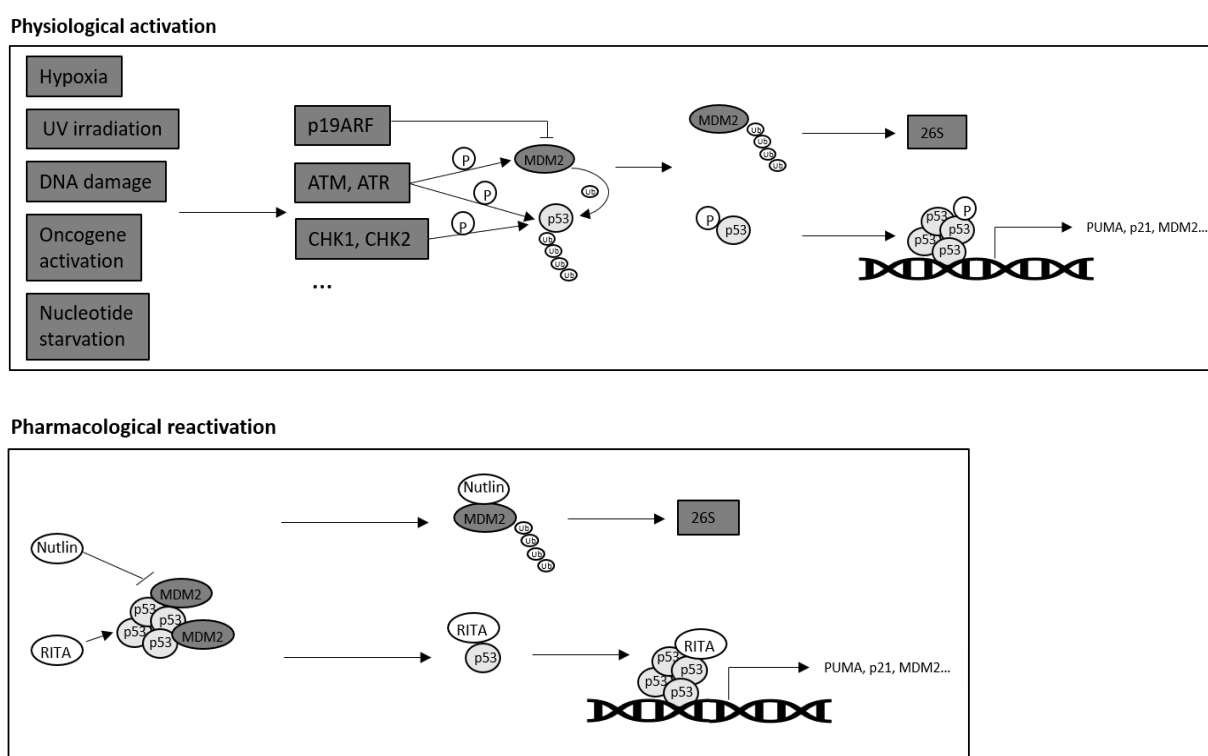 Physiological activation
Hypoxia
UV irradiation
DNA damage
Oncogene
activation
Nucleotide
starvation
p19ARF
ATM, ATR
CHK1, CHK2
...
P
P
P
MDM2
Ub
p53
Ub
Ub
Ub
Ub
MDM2
Ub
Ub
Ub
Ub
26S
P
p53
P
p53
p53
p53
p53
PUMA, p21, MDM2...
Pharmacological reactivation
Nutlin
RITA
MDM2
p53
p53
p53
p53
MDM2
Nutlin
MDM2
Ub
Ub
Ub
Ub
26S
RITA
p53
RITA
p53
p53
p53
p53
PUMA, p21, MDM2...